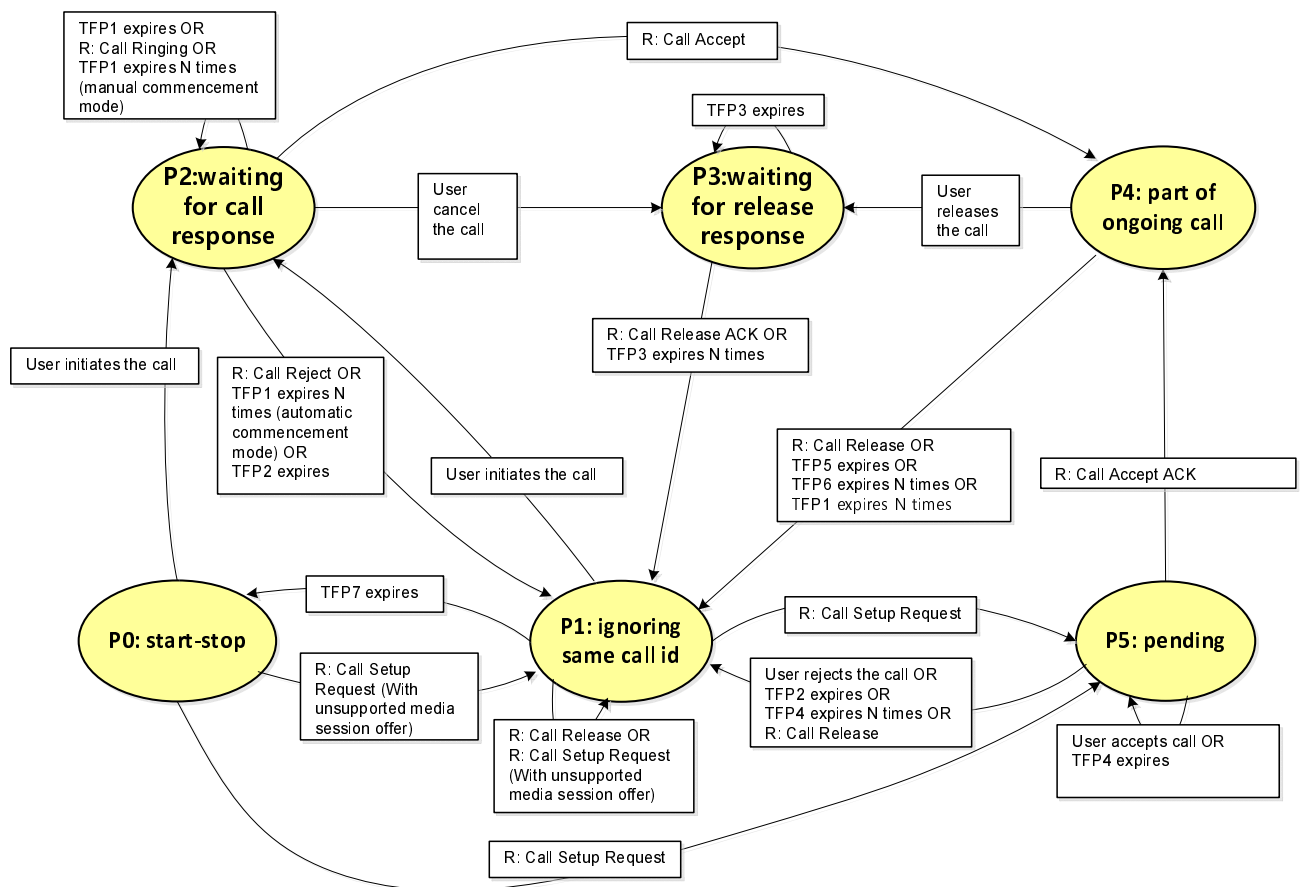 TFP1 expires OR
R: Call Ringing OR
TFP1 expires N times
(manual commencement
mode)
R: Call Accept
TFP3 expires
P2:waiting
for call
response
User
cancel
the call
P3:waiting
for release
response
User
releases
the call
P4: part of
ongoing call
User initiates the call
R: Call Reject OR
TFP1 expires N
times (automatic
commencement
mode) OR
TFP2 expires
R: Call Release ACK OR
TFP3 expires N times
User initiates the call
R: Call Release OR
TFP5 expires OR
TFP6 expires N times OR
TFP1 expires N times
R: Call Accept ACK
P0: start-stop
TFP7 expires
P1: ignoring
same call id
R: Call Setup Request
P5: pending
R: Call Setup
Request (With
unsupported media
session offer)
R: Call Release OR
R: Call Setup Request
(With unsupported
media session offer)
User rejects the call OR
TFP2 expires OR
TFP4 expires N times OR
R: Call Release
User accepts call OR
TFP4 expires
R: Call Setup Request